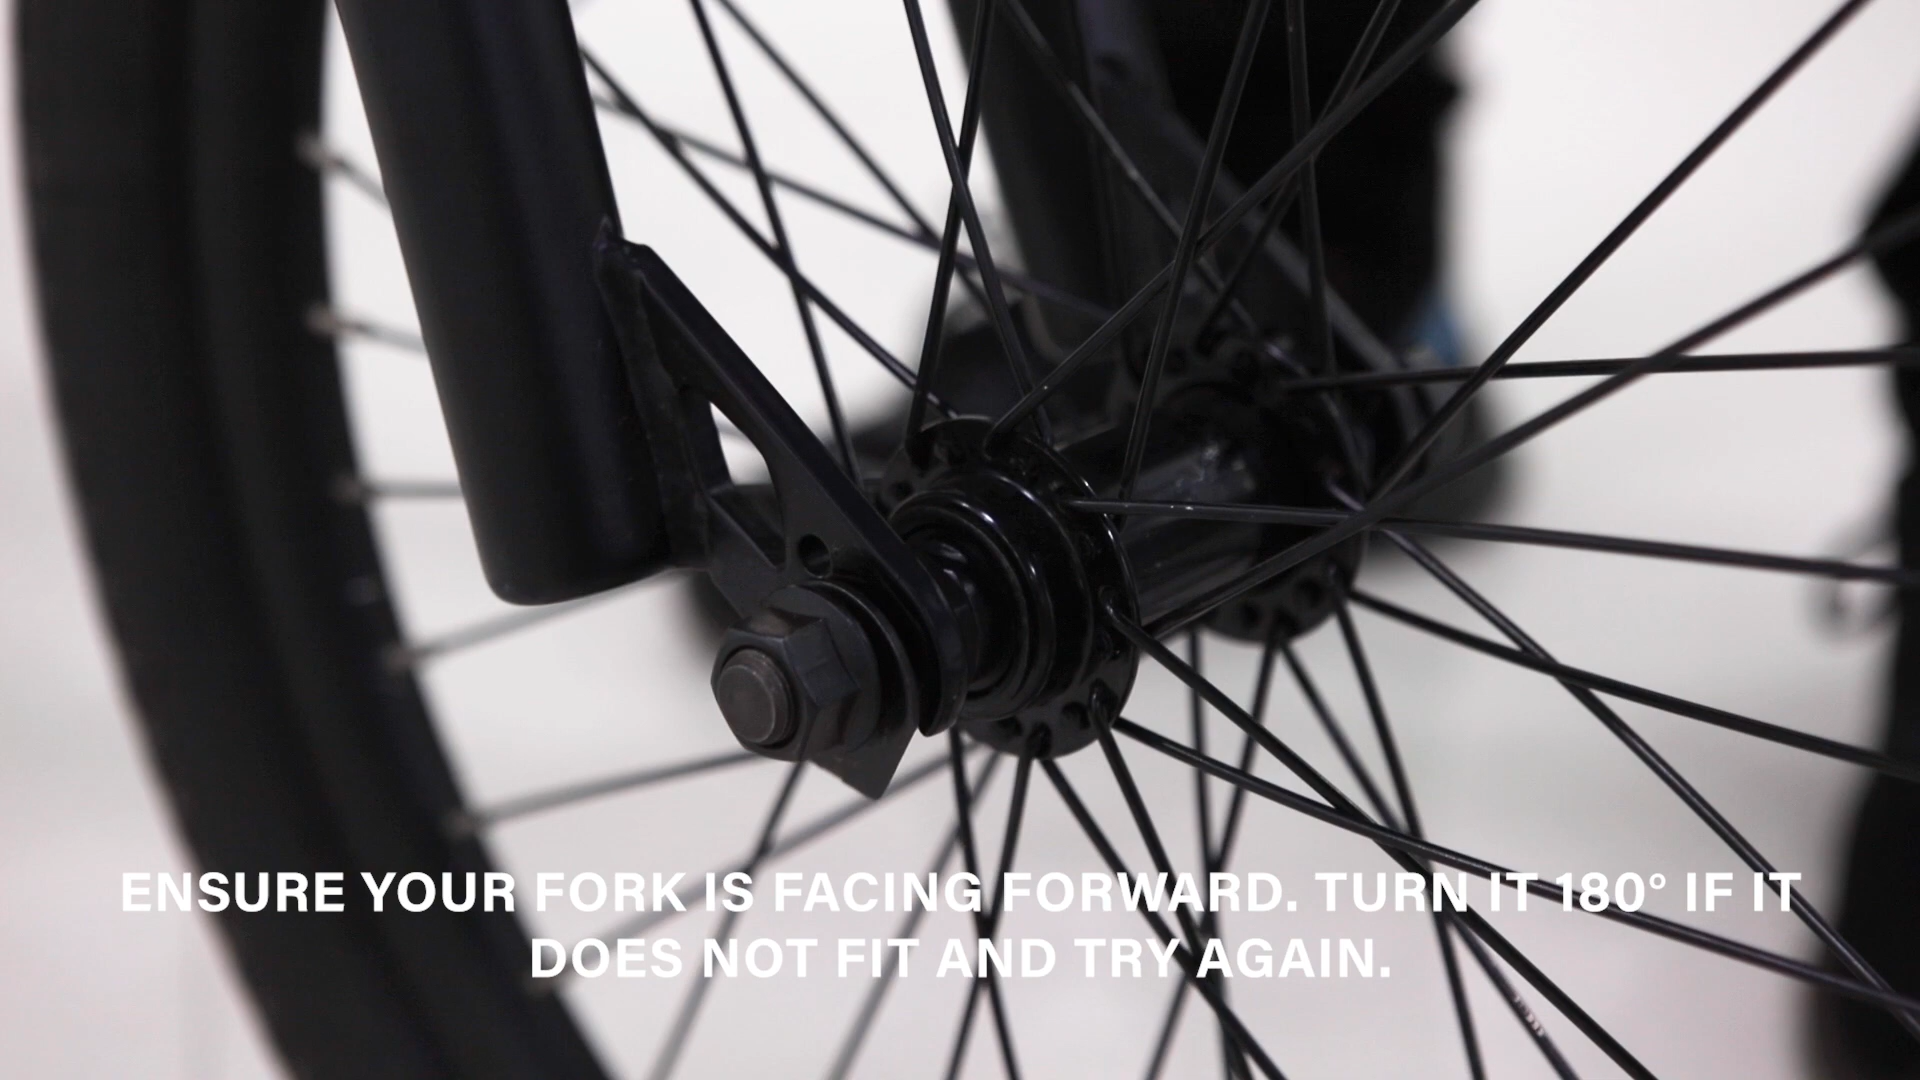 ENSURE YOUR FORK IS FACING FORWARD. TURN IT 180° IF IT
DOES NOT FIT AND TRY AGAIN.